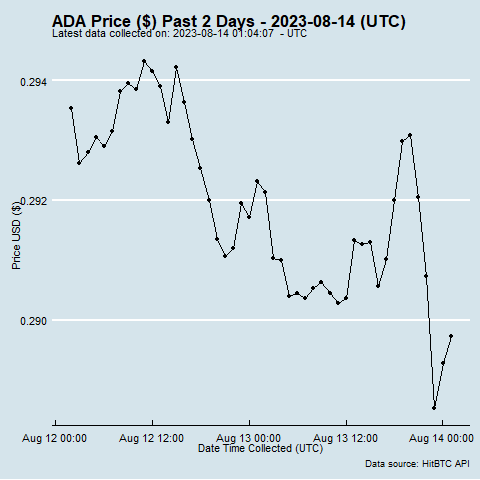 ADA Price ($) Past 2 Days - 2023-08-14 (UTC)
Latest data collected on: 2023-08-14 01:04:07 - UTC
0.294
0.292
0.290
Price USD ($)
Aug 12 00:00 Aug 12 12:00 Aug 13 00:00 Aug 13 12:00 Aug 14 00:00
Date Time Collected (UTC)
Data source: HitBTC API